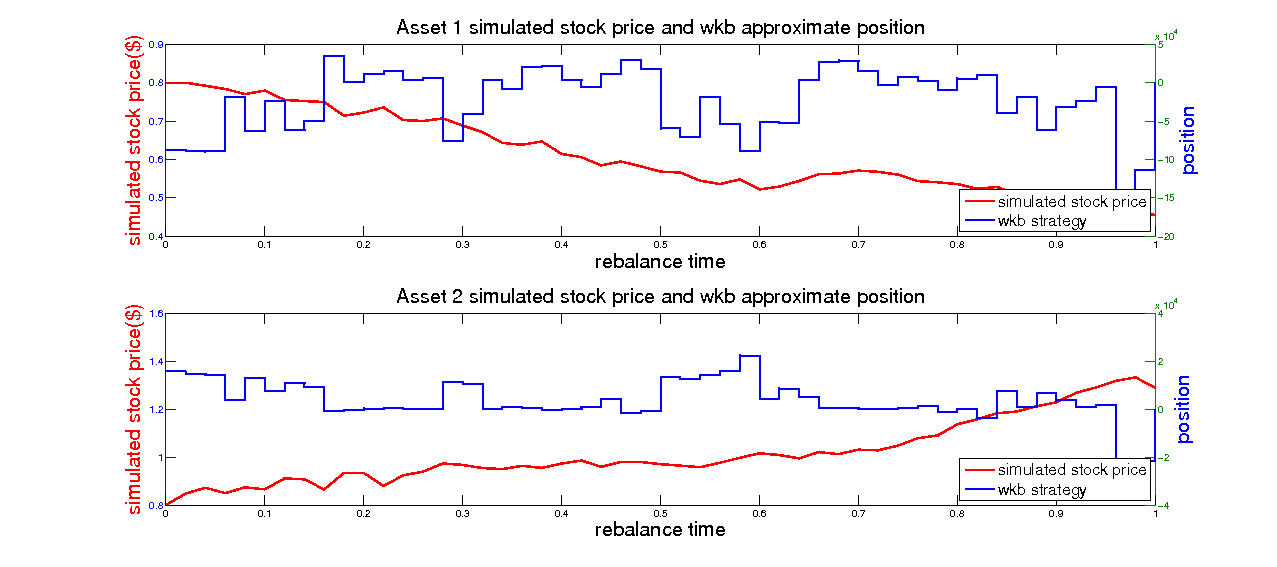 Asset 1 simulated stock price and wkb approximate position
x 10^4
0.9 5
0.8 0
0.7 -5
0.6 -10
0.5 -15
0.4 -20
simulated stock price($)
position
simulated stock price
wkb strategy
0 0.1 0.2 0.3 0.4 0.5 0.6 0.7 0.8 0.9 1
rebalance time
Asset 2 simulated stock price and wkb approximate position
x 10^4
1.6 4
1.4 2
1.2 0
1 -2
0.8 -4
simulated stock price($)
position
simulated stock price
wkb strategy
0 0.1 0.2 0.3 0.4 0.5 0.6 0.7 0.8 0.9 1
rebalance time